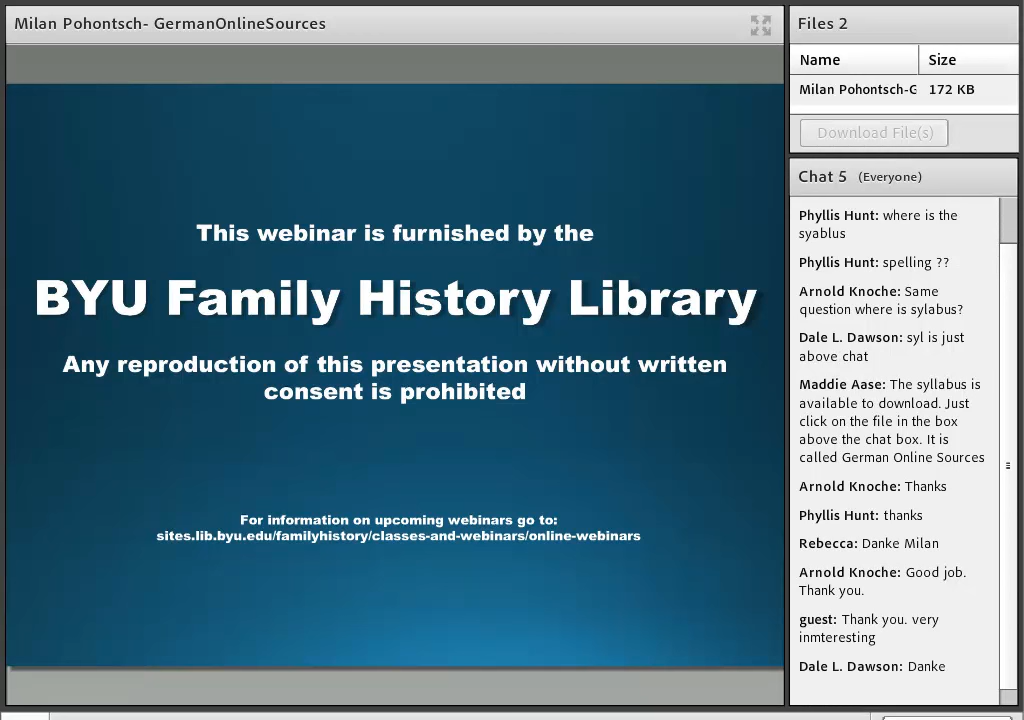 Milan Pohontsch- GermanOnlineSources
This webinar is furnished by the
BYU Family History Library
Any reproduction of this presentation without written
consent is prohibited
For information on upcoming webinars go to:
sites.lib.byu.edu/familyhistory/classes-and-webinars/online-webinars
Files 2
Name Size
Milan Pohontsch-G 172 KB
Download File(s)
Chat 5 (Everyone)
Phyllis Hunt: where is the
syablus
Phyllis Hunt: spelling ??
Arnold Knoche: Same
question where is sylabus?
Dale L. Dawson: syl is just
above chat
Maddie Aase: The syllabus is
available to download. Just
click on the file in the box
above the chat box. It is
called German Online Sources
Arnold Knoche: Thanks
Phyllis Hunt: thanks
Rebecca: Danke Milan
Arnold Knoche: Good job.
Thank you.
guest: Thank you. very
inmteresting
Dale L. Dawson: Danke